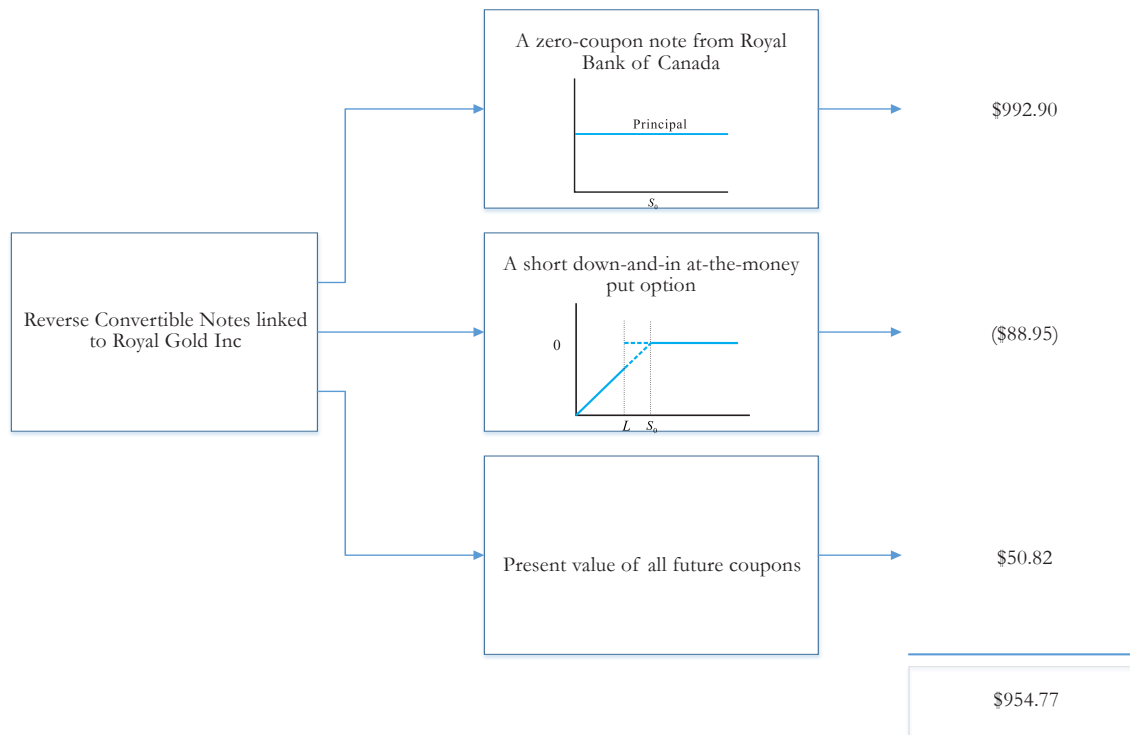 A zero-coupon note from Royal
Bank of Canada
Principal
S₀
$992.90
Reverse Convertible Notes linked
to Royal Gold Inc
A short down-and-in at-the-money
put option
0
L S₀
($88.95)
Present value of all future coupons
$50.82
$954.77